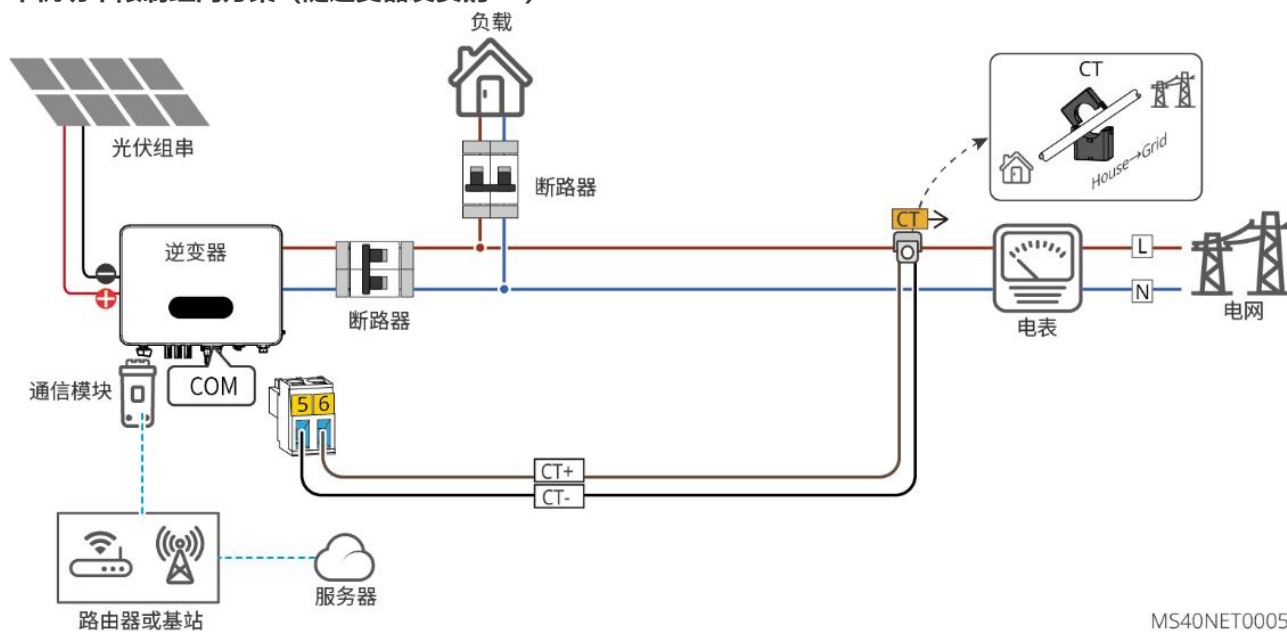 负载
CT
光伏组串
House→Grid
断路器
CT
逆变器
L
N
断路器
电表
电网
通信模块
COM
5 6
CT+
CT-
服务器
路由器或基站
MS40NET0005